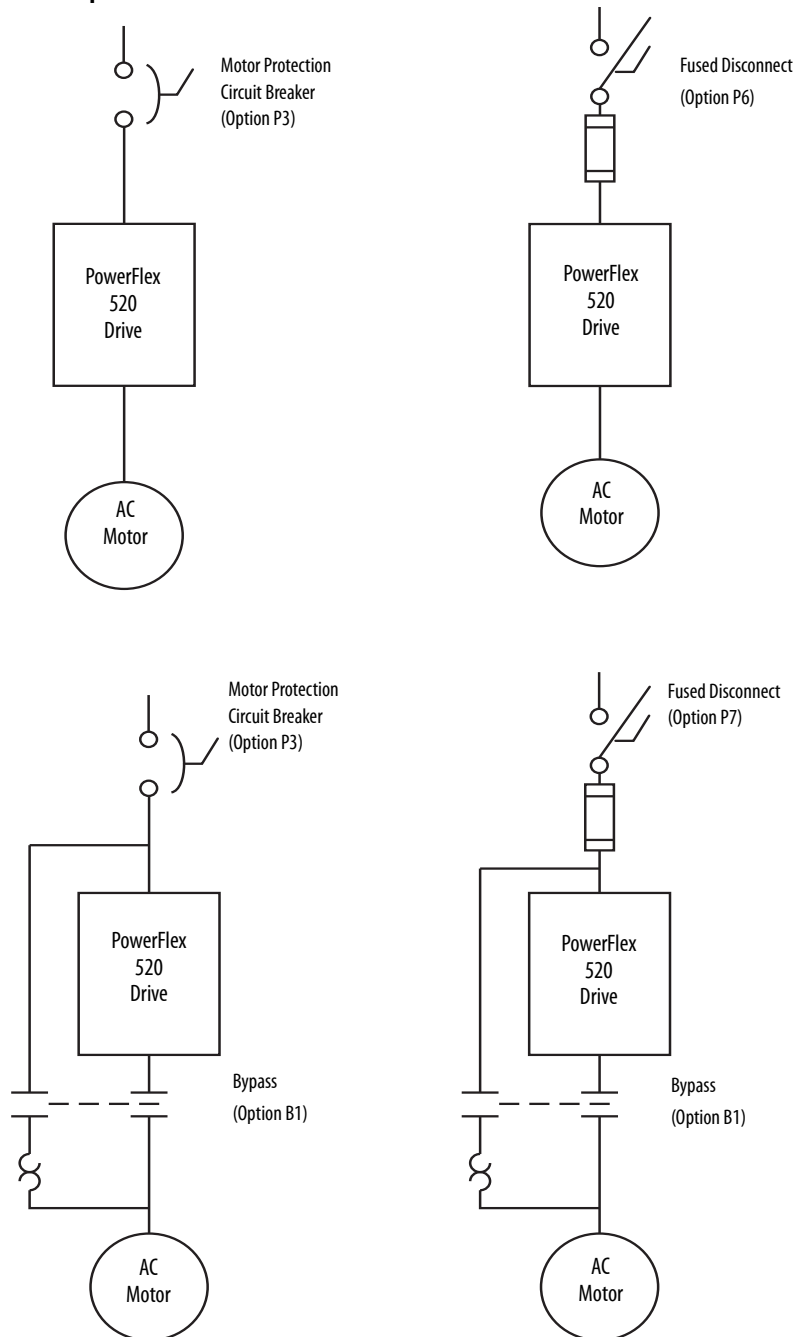 Motor Protection
Circuit Breaker
(Option P3)
Fused Disconnect
(Option P6)
PowerFlex
520
Drive
PowerFlex
520
Drive
AC
Motor
AC
Motor
Motor Protection
Circuit Breaker
(Option P3)
Fused Disconnect
(Option P7)
PowerFlex
520
Drive
PowerFlex
520
Drive
Bypass
(Option B1)
Bypass
(Option B1)
AC
Motor
AC
Motor